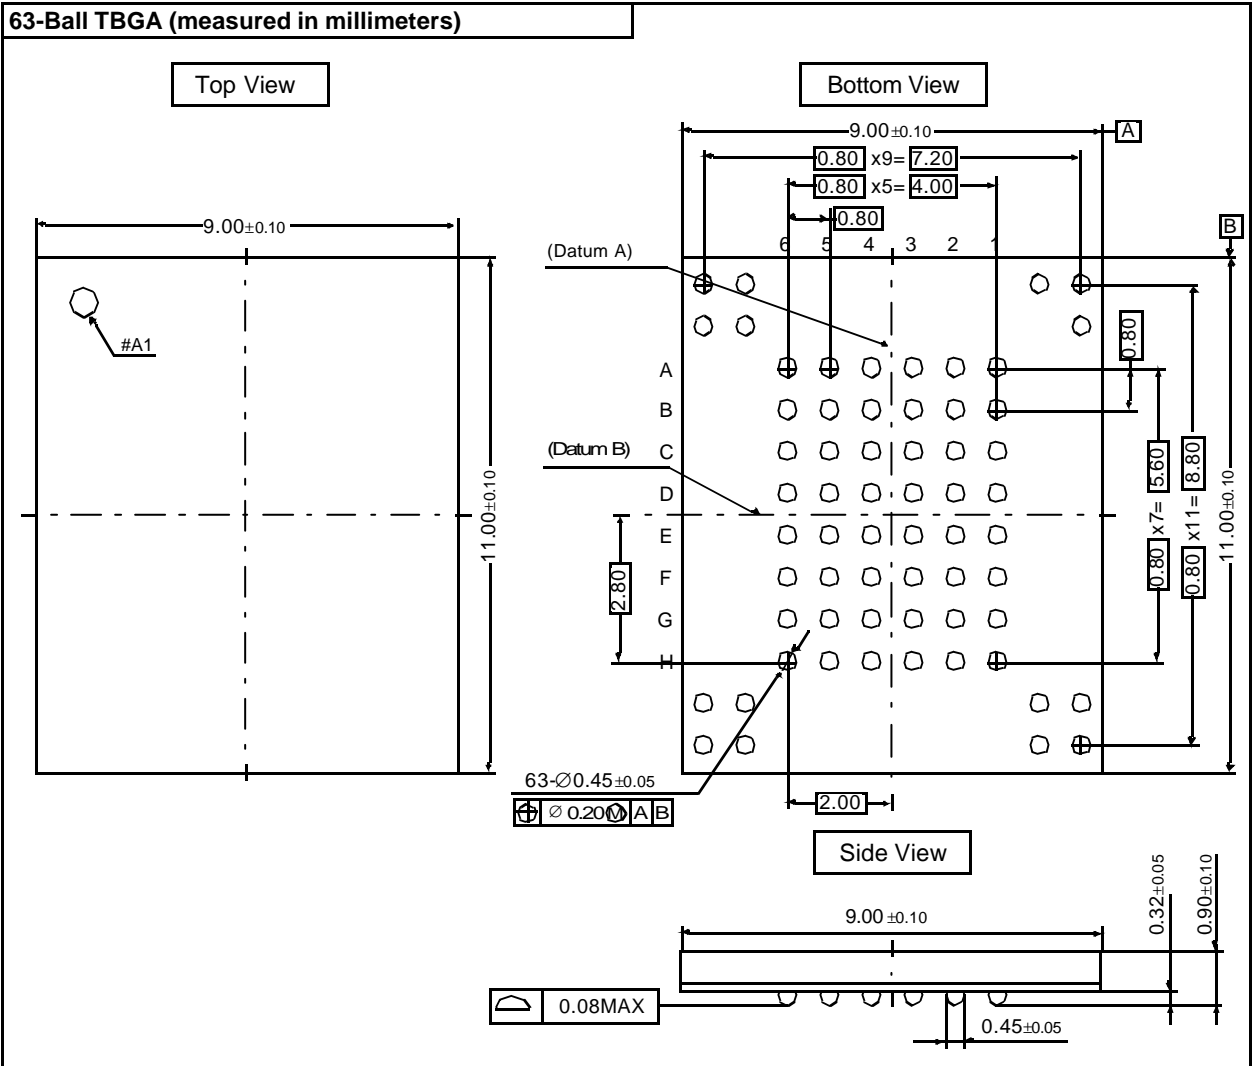 63-Ball TBGA (measured in millimeters)
Top View
Bottom View
9.00±0.10
A
0.80 x9= 7.20
0.80 x5= 4.00
0.80
9.00±0.10
B
(Datum A)
6 5 4 3 2 1
#A1
0.80
A
B
(Datum B)
C
D
E
F
G
H
11.00±0.10
2.80
0.80 x7= 5.60
0.80 x11= 8.80
11.00±0.10
63-∅0.45±0.05
⌖ ∅ 0.20Ⓜ A B
2.00
Side View
9.00±0.10
0.32±0.05
0.90±0.10
0.08MAX
0.45±0.05